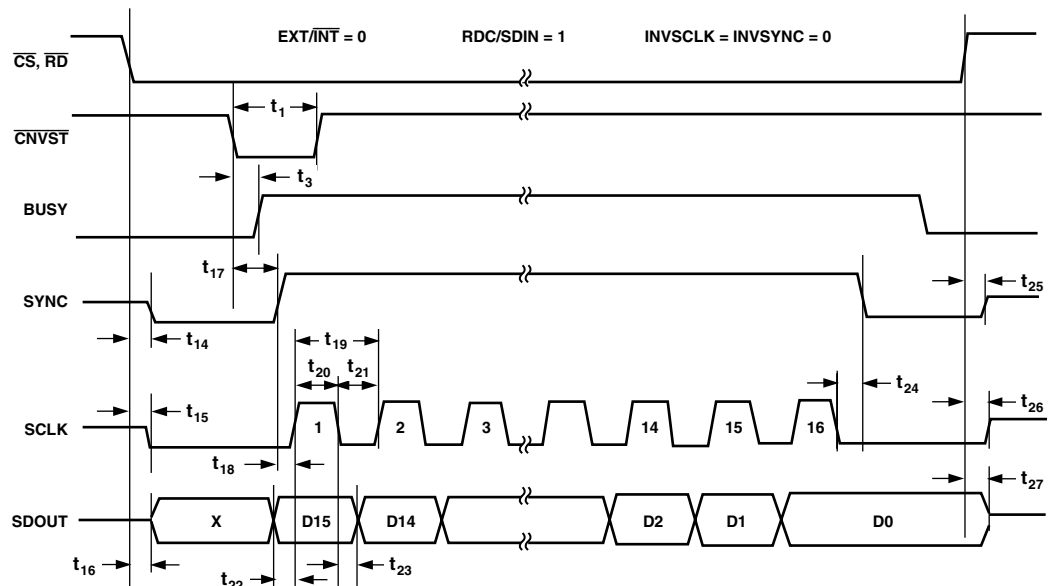 EXT/INT = 0 RDC/SDIN = 1 INVSCLK = INVSYNC = 0
CS, RD
t1
CNVST
t3
BUSY
t17
SYNC
t25
t14
t19
t20 t21
t24
t15
t26
SCLK
1 2 3 14 15 16
t18
t27
SDOUT
X D15 D14 D2 D1 D0
t16
t22
t23